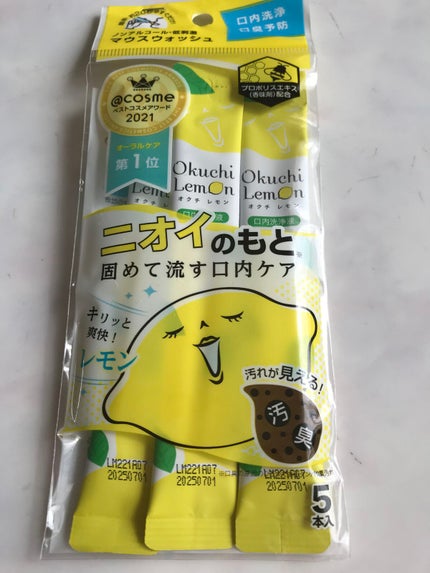 ノンアルコール・低刺激
マウスウォッシュ
口内洗浄
口臭予防
@cosme
ベストコスメアワード
2021
オーラルケア
第1位
プロポリスエキス
(香味剤)配合
Okuchi
Lemon
オクチ レモン
口内洗浄液
Okuchi
Lemon
オクチ レモン
口内洗浄液
ニオイのもと※
固めて流す口内ケア
キリッと
爽快!
レモン
汚れが見える!
汚
臭
LM221A07
20250701
LM221A07
20250701
LM221A07
20250701
5
本入